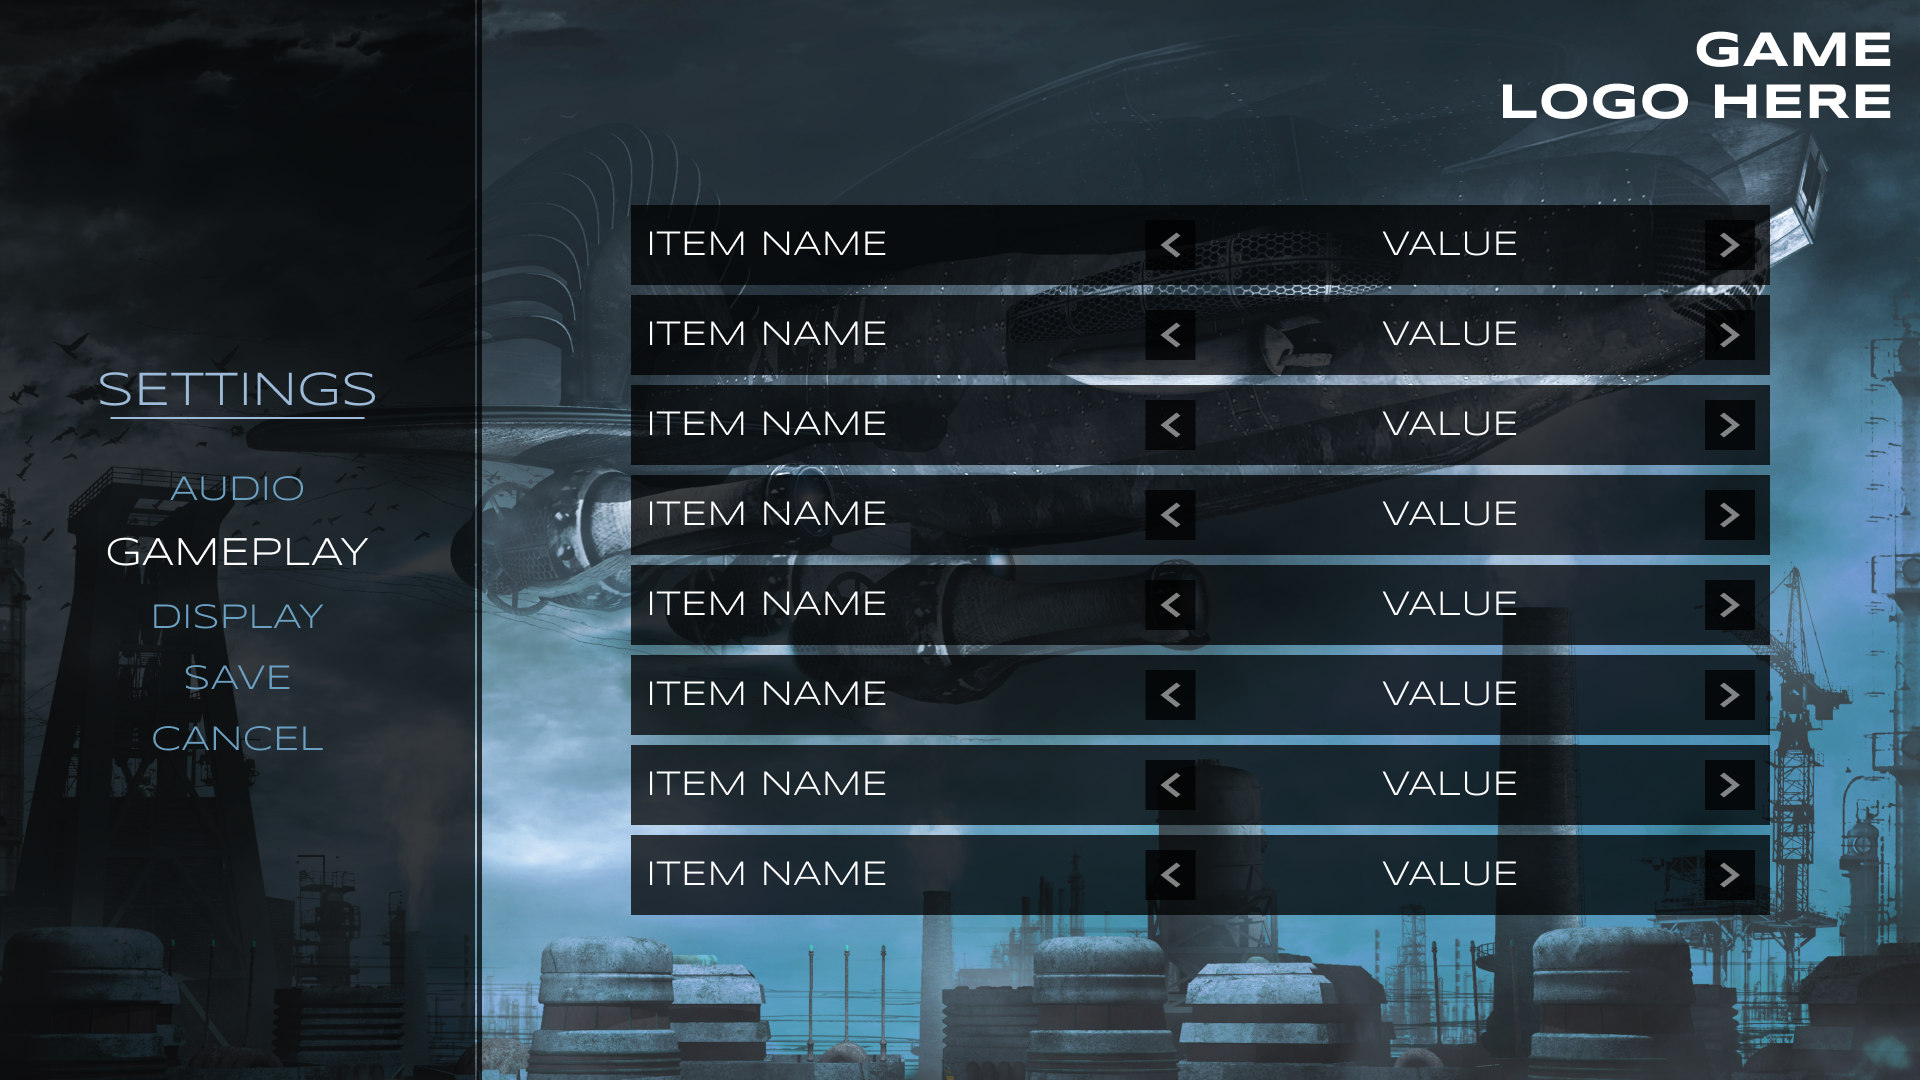 GAME
LOGO HERE
SETTINGS
AUDIO
GAMEPLAY
DISPLAY
SAVE
CANCEL
ITEM NAME < VALUE >
ITEM NAME < VALUE >
ITEM NAME < VALUE >
ITEM NAME < VALUE >
ITEM NAME < VALUE >
ITEM NAME < VALUE >
ITEM NAME < VALUE >
ITEM NAME < VALUE >